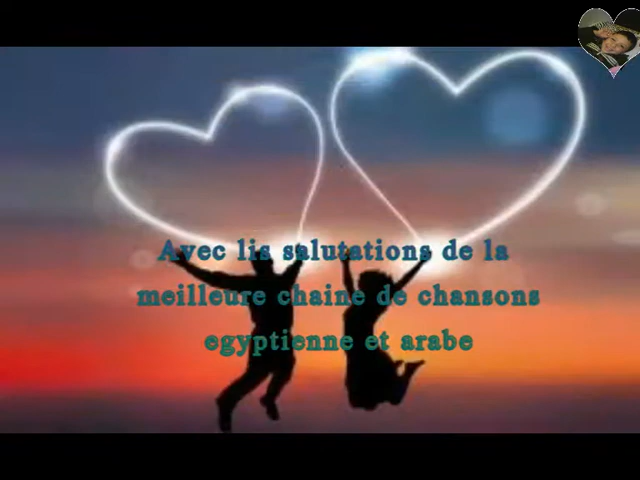 Avec lis salutations de la
meilleure chaine de chansons
egyptienne et arabe